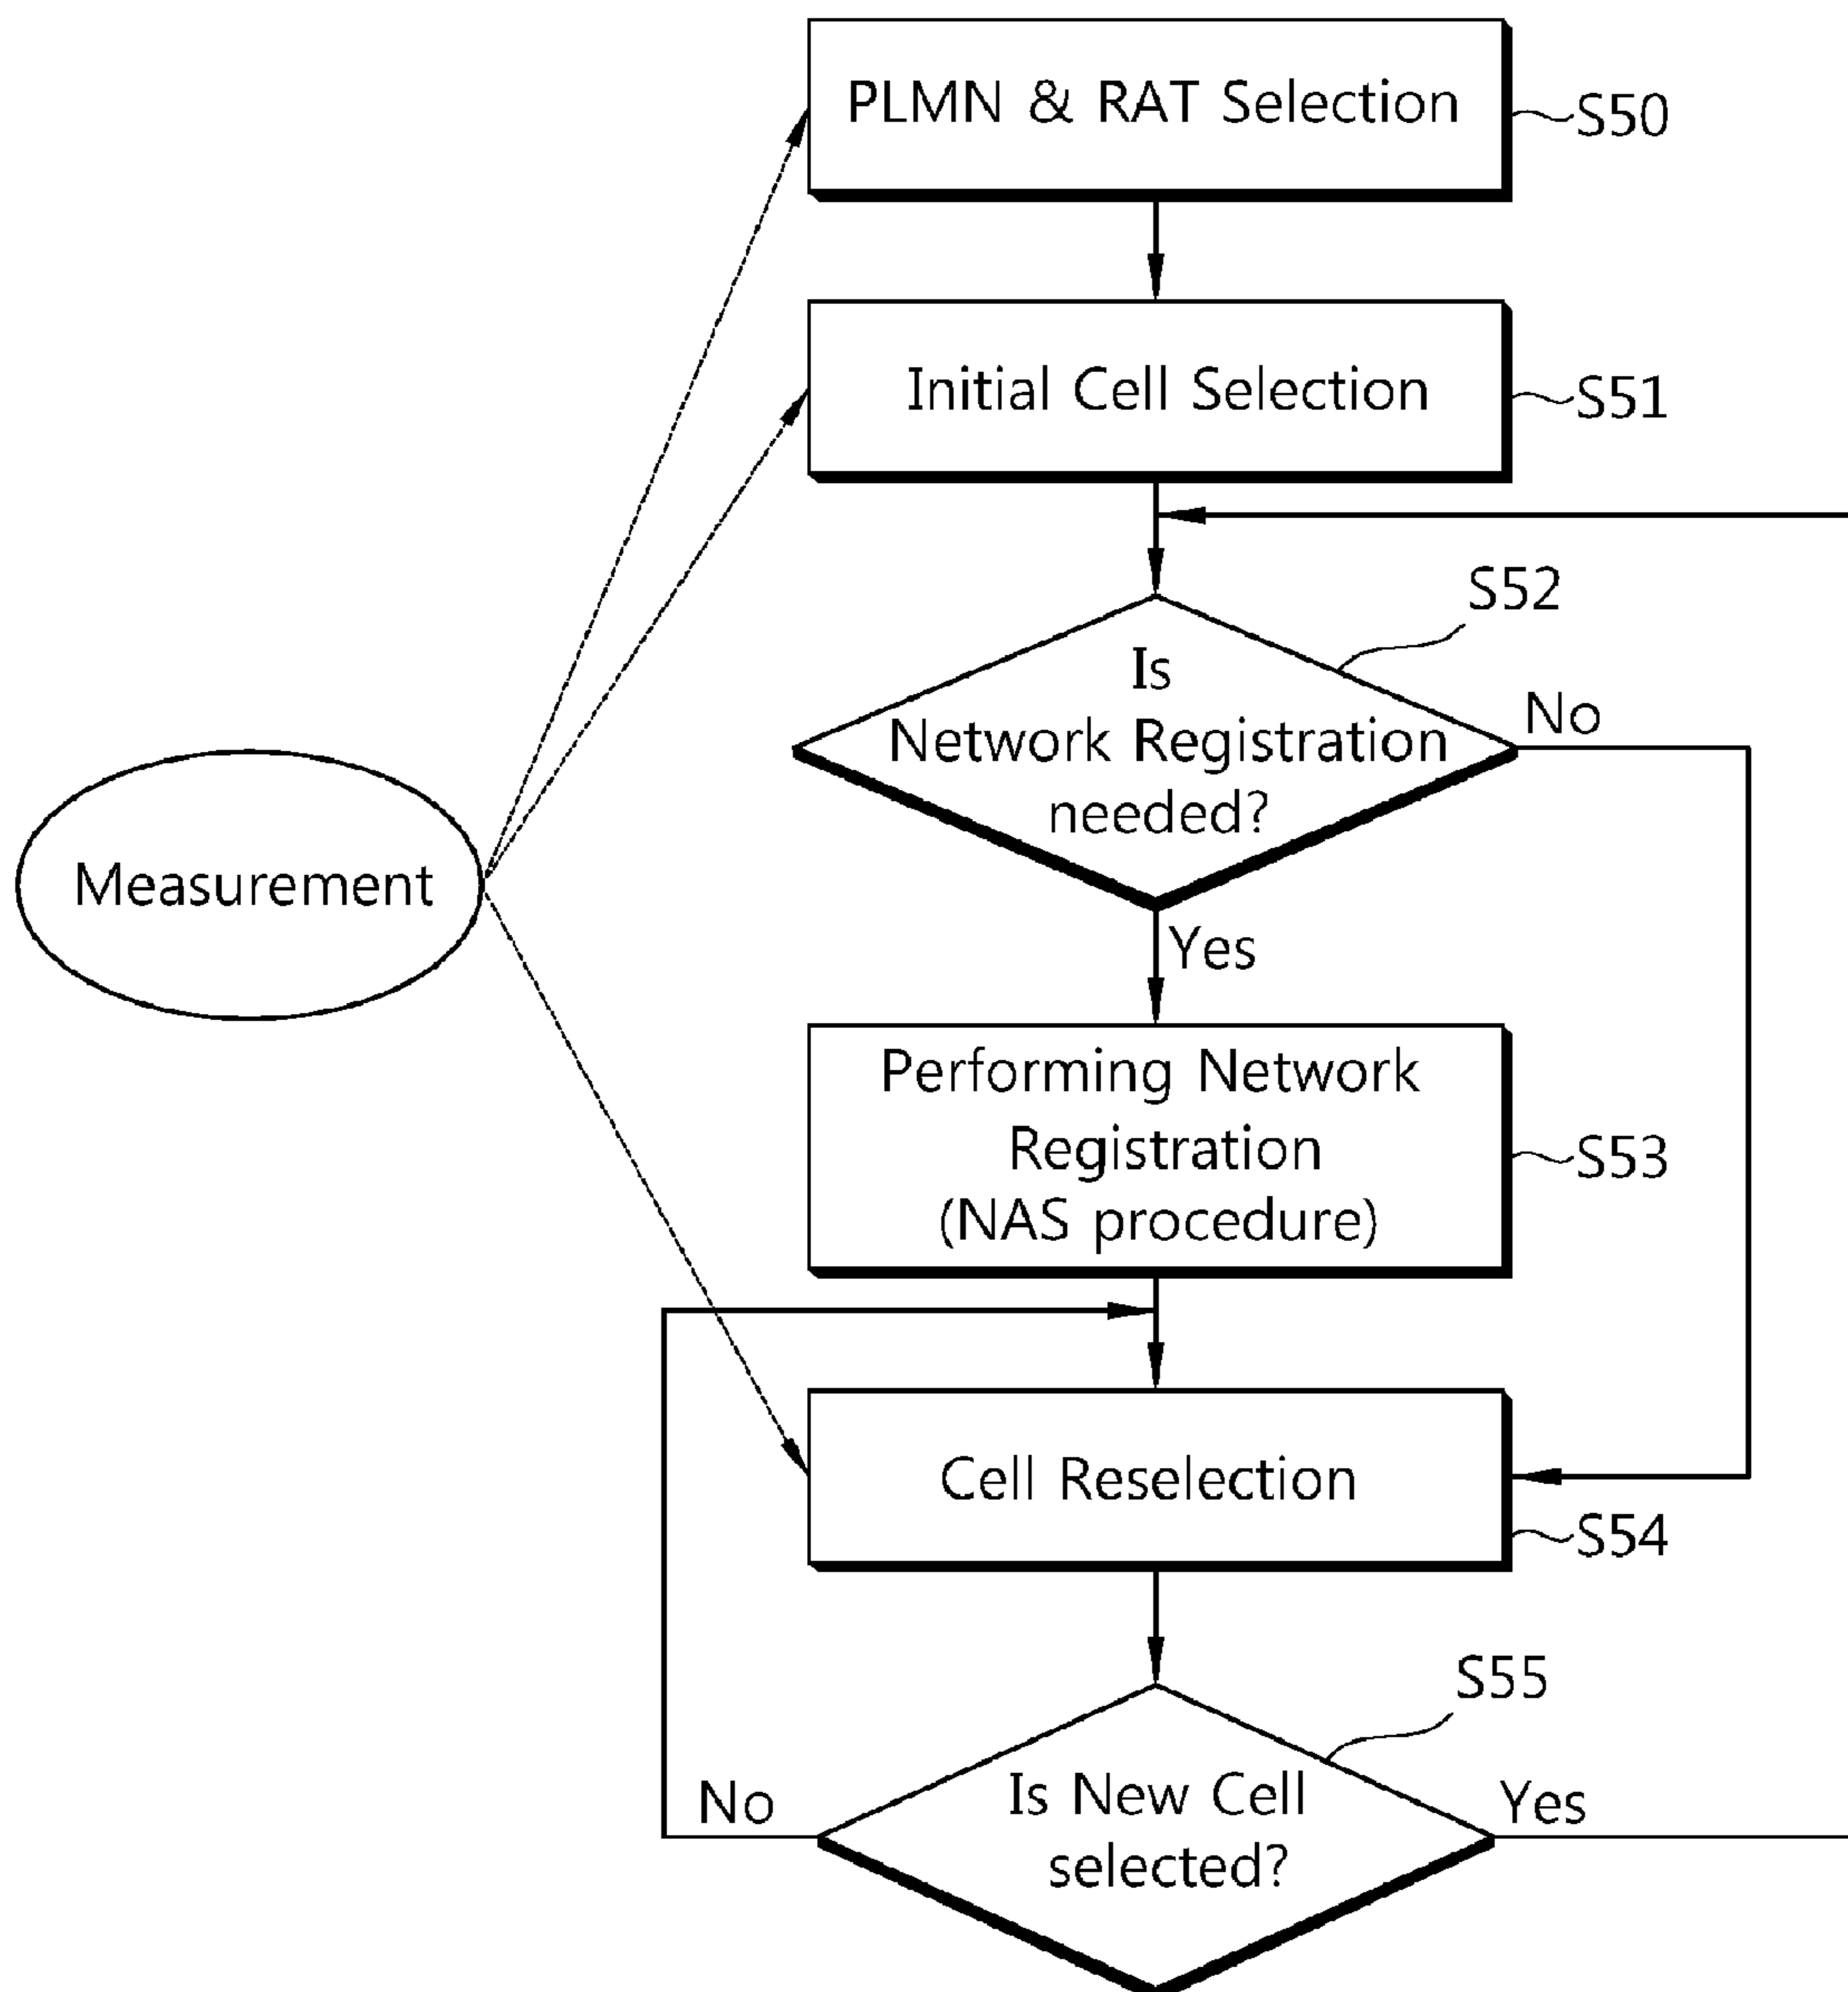 PLMN & RAT Selection
S50
Initial Cell Selection
S51
S52
Is
Network Registration
needed?
No
Measurement
Yes
Performing Network
Registration
(NAS procedure)
S53
Cell Reselection
S54
S55
Is New Cell
selected?
No
Yes